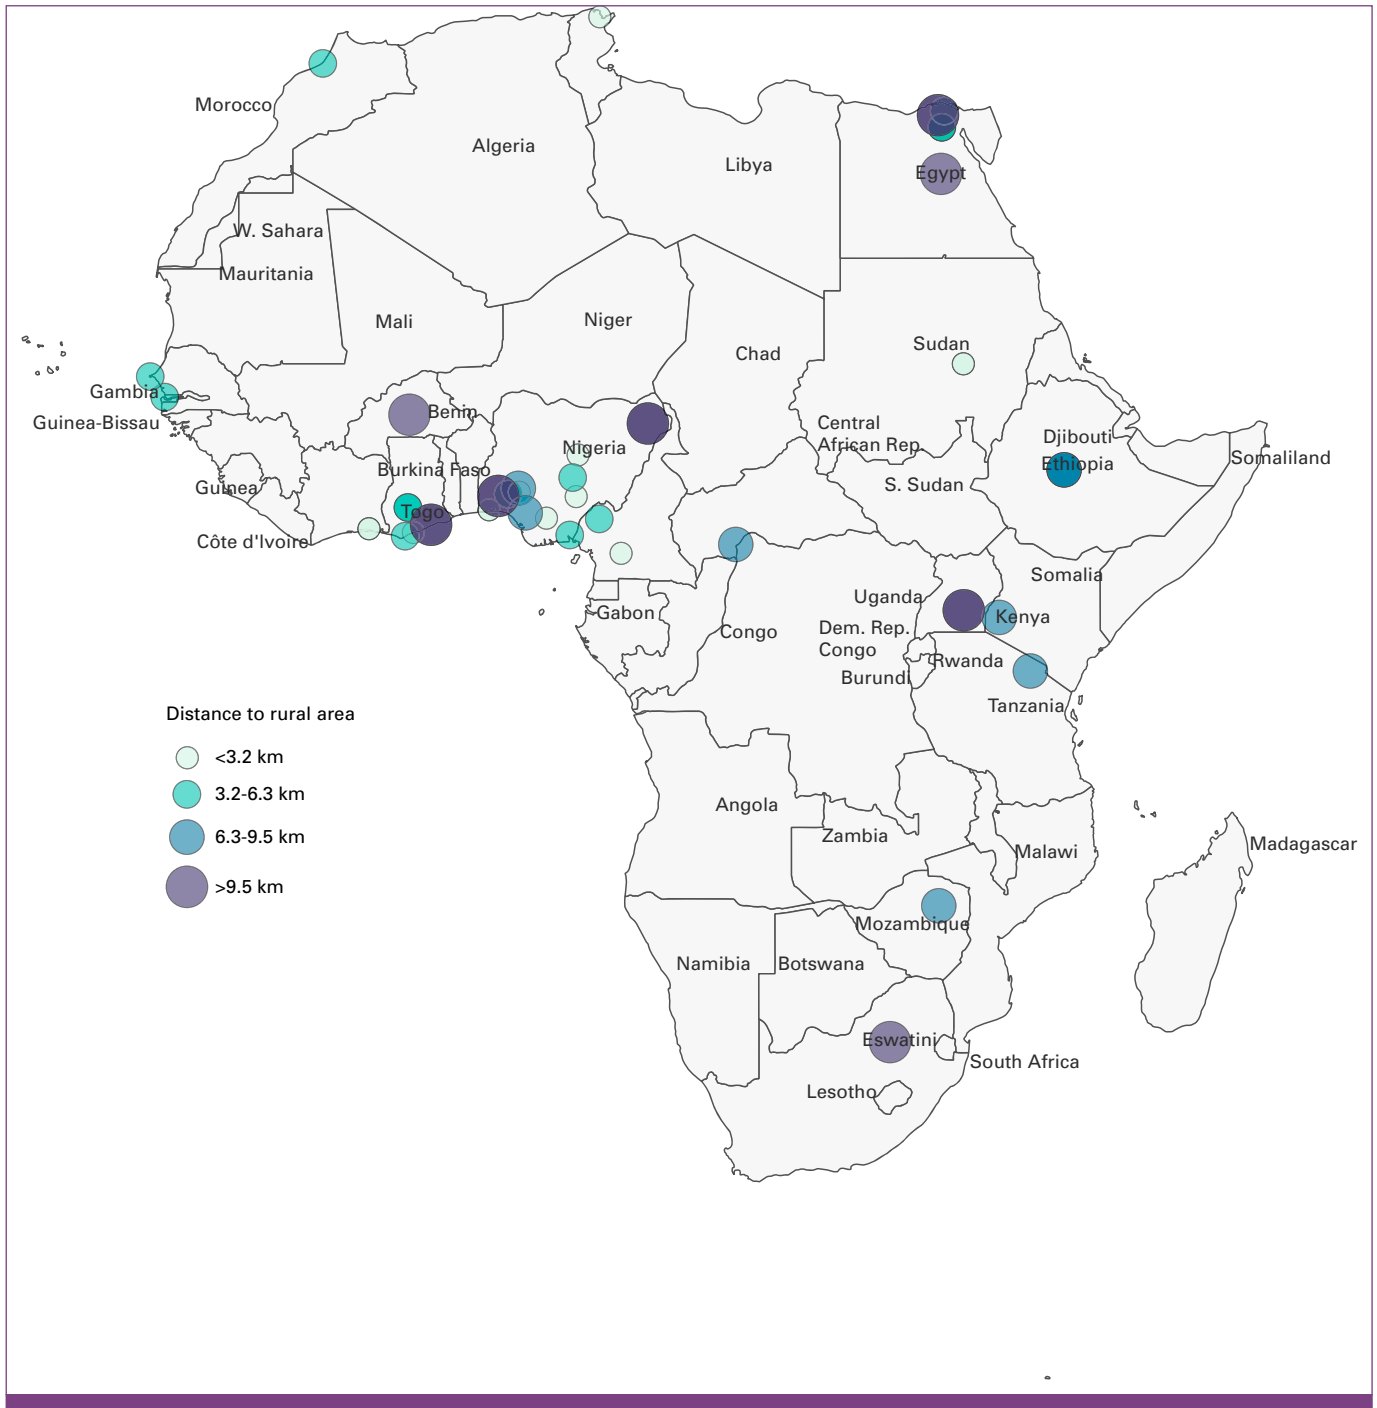 Morocco
Algeria
Libya
Egypt
W. Sahara
Mauritania
Mali
Niger
Chad
Sudan
Gambia
Guinea-Bissau
Benin
Central
African Rep.
Djibouti
Nigeria
Burkina Faso
Ethiopia
Somaliland
Guinea
S. Sudan
Togo
Côte d'Ivoire
Somalia
Uganda
Gabon
Kenya
Congo
Dem. Rep.
Congo
Rwanda
Burundi
Tanzania
Distance to rural area
<3.2 km
3.2-6.3 km
6.3-9.5 km
>9.5 km
Angola
Zambia
Malawi
Madagascar
Mozambique
Namibia
Botswana
Eswatini
South Africa
Lesotho